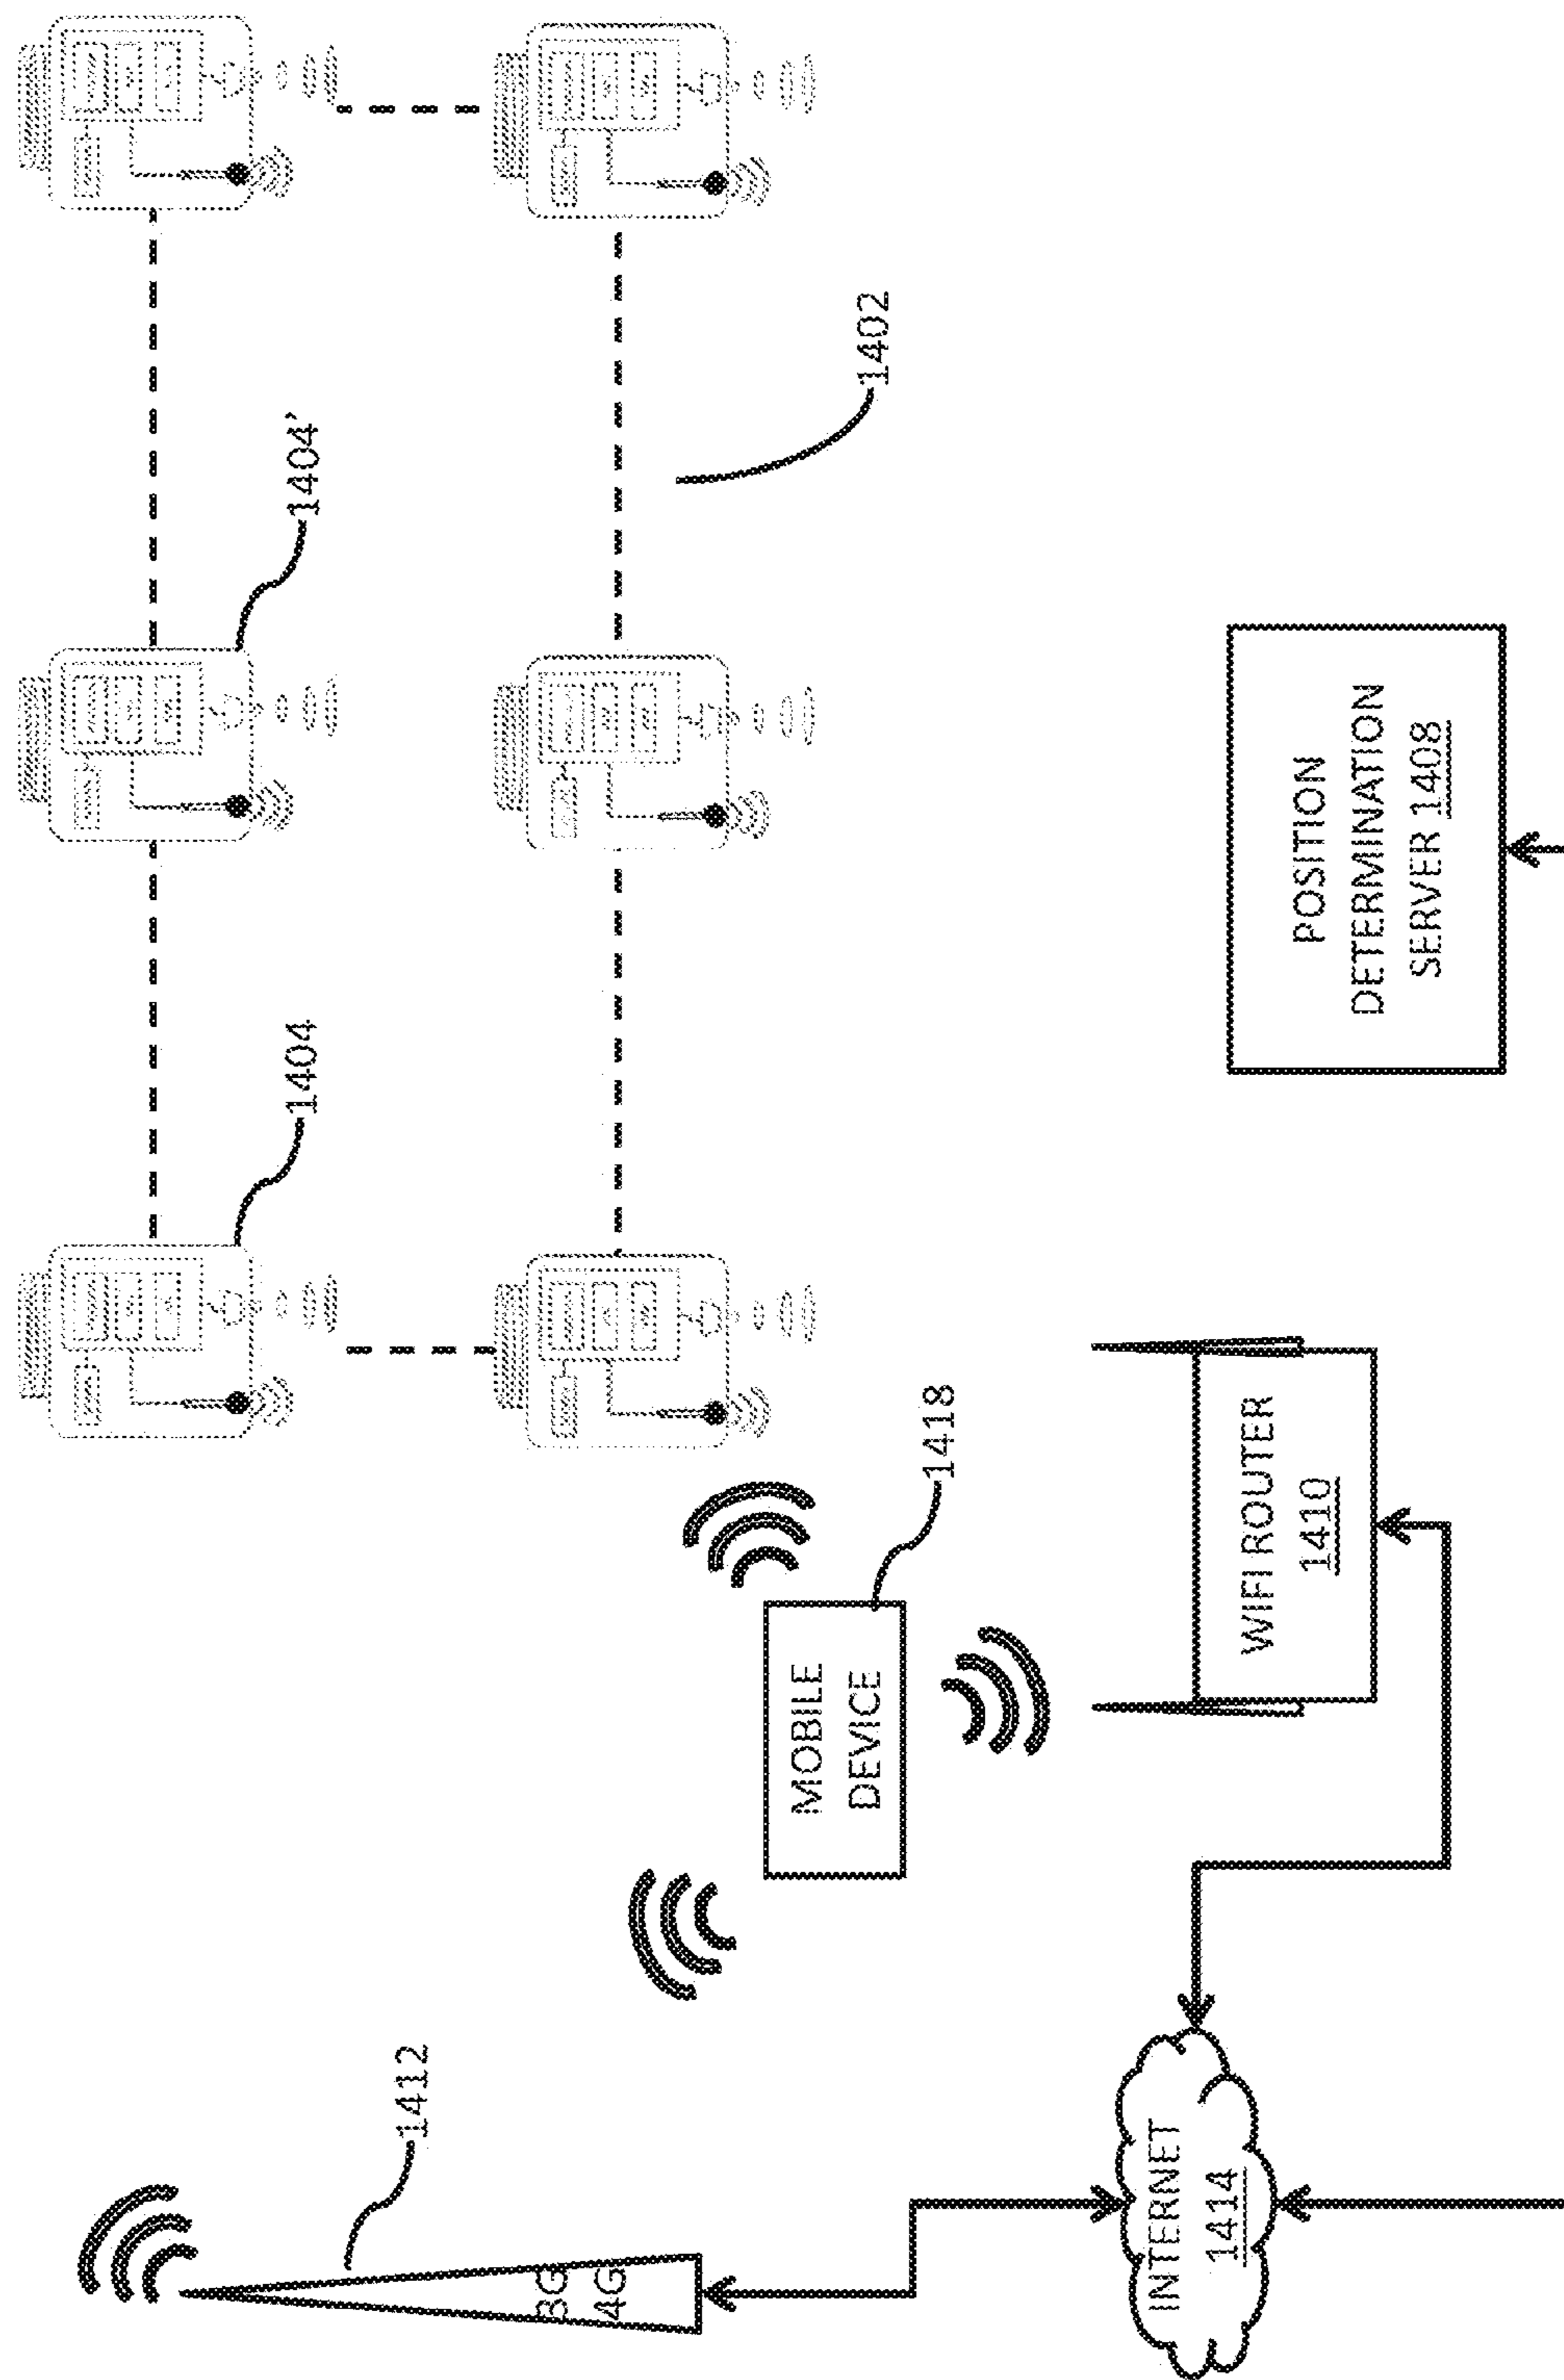 1404
1404'
1402
1412
3G
4G
MOBILE
DEVICE
1418
WIFI ROUTER
1410
INTERNET
1414
POSITION
DETERMINATION
SERVER 1408